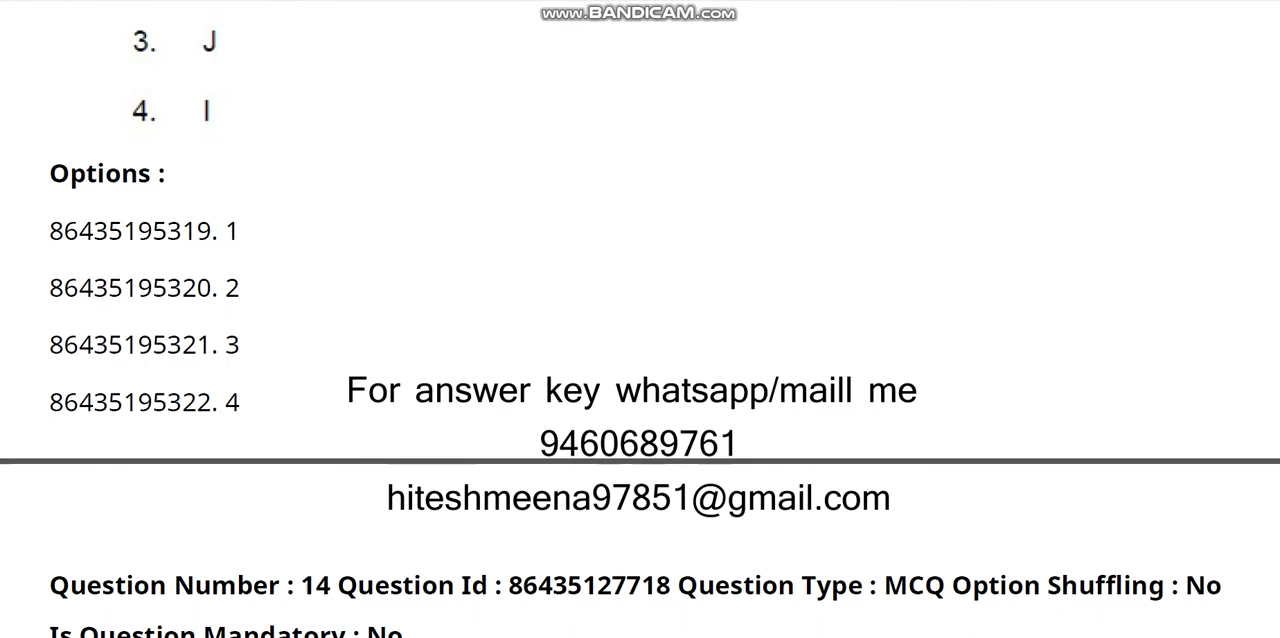 www.BANDICAM.com
3. J
4. I
Options :
86435195319. 1
86435195320. 2
86435195321. 3
86435195322. 4
For answer key whatsapp/maill me
9460689761
hiteshmeena97851@gmail.com
Question Number : 14 Question Id : 86435127718 Question Type : MCQ Option Shuffling : No
Is Question Mandatory : No